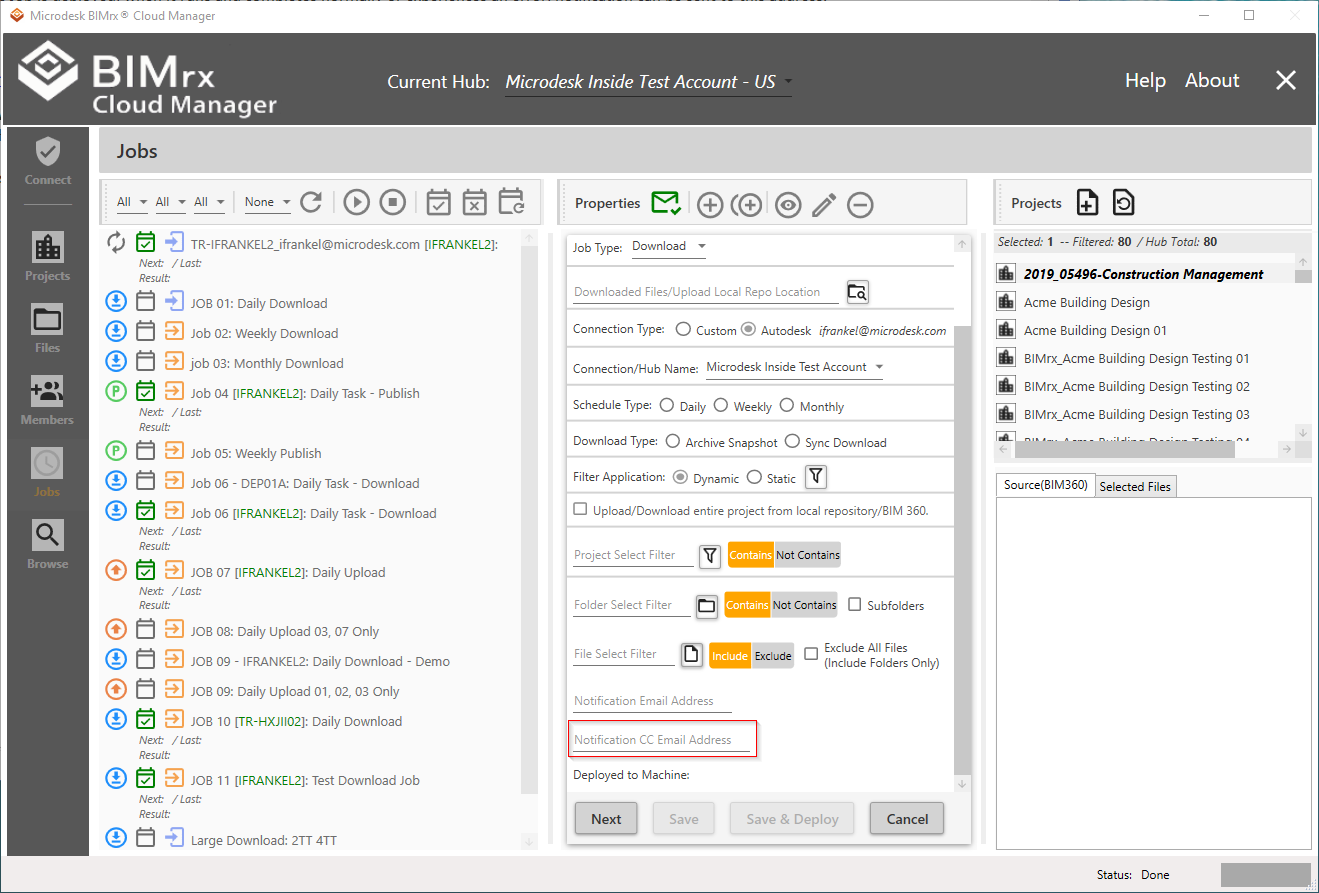 Microdesk BIMrx® Cloud Manager
BIMrx
Cloud Manager
Current Hub: Microdesk Inside Test Account - US
Help About
Connect
Projects
Files
Members
Jobs
Browse
Jobs
All All All None
TR-IFRANKEL2_ifrankel@microdesk.com [IFRANKEL2]:
Next: / Last:
Result:
JOB 01: Daily Download
Job 02: Weekly Download
job 03: Monthly Download
P Job 04 [IFRANKEL2]: Daily Task - Publish
Next: / Last:
Result:
P Job 05: Weekly Publish
Job 06 - DEP01A: Daily Task - Download
Job 06 [IFRANKEL2]: Daily Task - Download
Next: / Last:
Result:
JOB 07 [IFRANKEL2]: Daily Upload
Next: / Last:
Result:
JOB 08: Daily Upload 03, 07 Only
JOB 09 - IFRANKEL2: Daily Download - Demo
JOB 09: Daily Upload 01, 02, 03 Only
JOB 10 [TR-HXJII02]: Daily Download
Next: / Last:
Result:
JOB 11 [IFRANKEL2]: Test Download Job
Next: / Last:
Result:
Large Download: 2TT 4TT
Properties
Job Type: Download
Downloaded Files/Upload Local Repo Location
Connection Type: Custom Autodesk ifrankel@microdesk.com
Connection/Hub Name: Microdesk Inside Test Account
Schedule Type: Daily Weekly Monthly
Download Type: Archive Snapshot Sync Download
Filter Application: Dynamic Static
Upload/Download entire project from local repository/BIM 360.
Project Select Filter Contains Not Contains
Folder Select Filter Contains Not Contains Subfolders
File Select Filter Include Exclude Exclude All Files
(Include Folders Only)
Notification Email Address
Notification CC Email Address
Deployed to Machine:
Next Save Save & Deploy Cancel
Projects
Selected: 1 -- Filtered: 80 / Hub Total: 80
2019_05496-Construction Management
Acme Building Design
Acme Building Design 01
BIMrx_Acme Building Design Testing 01
BIMrx_Acme Building Design Testing 02
BIMrx_Acme Building Design Testing 03
BIMrx_Acme Building Design Testing 04
Source(BIM360) Selected Files
Status: Done